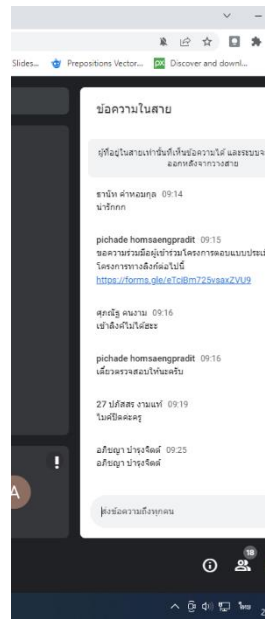 Slides...
Prepositions Vector...
Discover and downl...
ข้อความในสาย
ผู้ที่อยู่ในสายเท่านั้นที่เห็นข้อความได้ และระบบจ
ออกหลังจากวางสาย
ธานัท คำหอมกุล 09:14
น่ารักกก
pichade homsaengpradit 09:15
ขอความร่วมมือผู้เข้าร่วมโครงการตอบแบบประเมิ
โครงการทางลิงก์ต่อไปนี้
https://forms.gle/eTciBm725vsaxZVU9
ศุภณัฐ คนงาม 09:16
เข้าลิงค์ไม่ได้ฮะ
pichade homsaengpradit 09:16
เดี๋ยวตรวจสอบให้นะครับ
27 ปภัสสร งามแท้ 09:19
ไมค์ปิดค่ะครู
อภิชญา บำรุงจิตต์ 09:25
อภิชญา บำรุงจิตต์
A
ส่งข้อความถึงทุกคน
18
ไทย
2